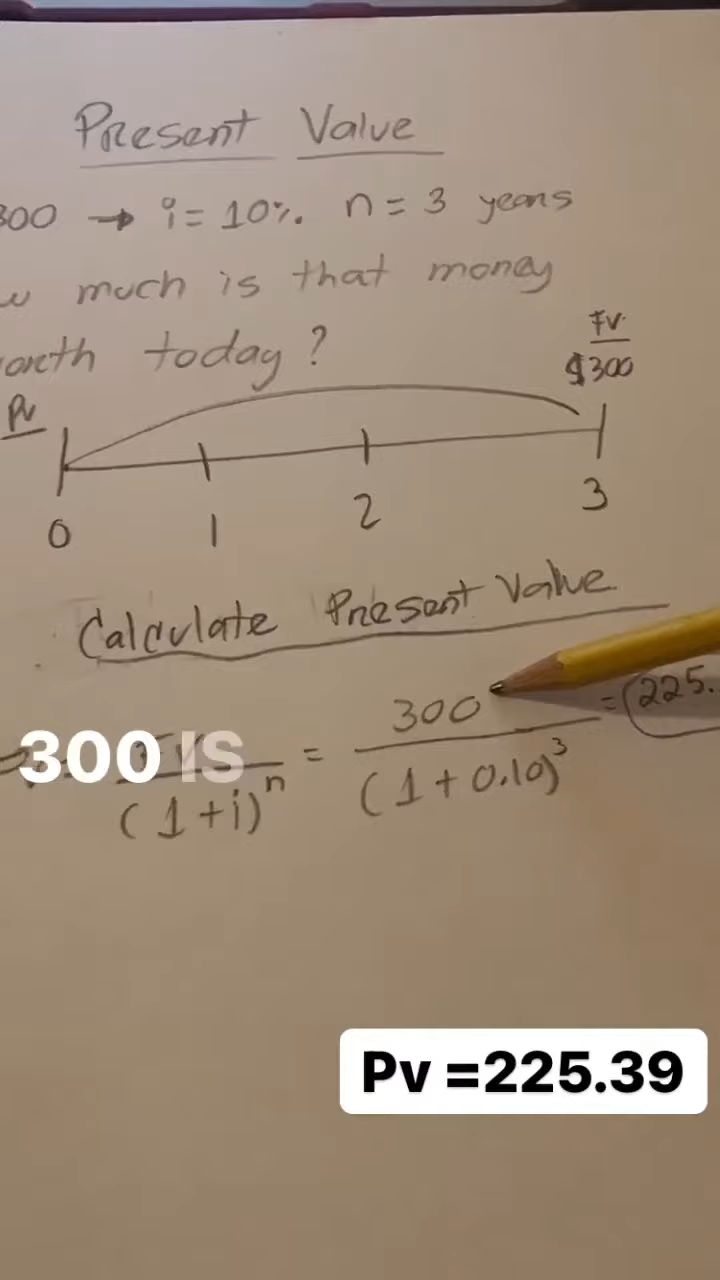 Present Value
300 → i = 10%. n = 3 years
much is that money
today?
FV
$300
PV
0 1 2 3
Calculate Present Value
300 IS
(1+i)^n = 300 / (1+0.10)^3 = 225.
Pv =225.39